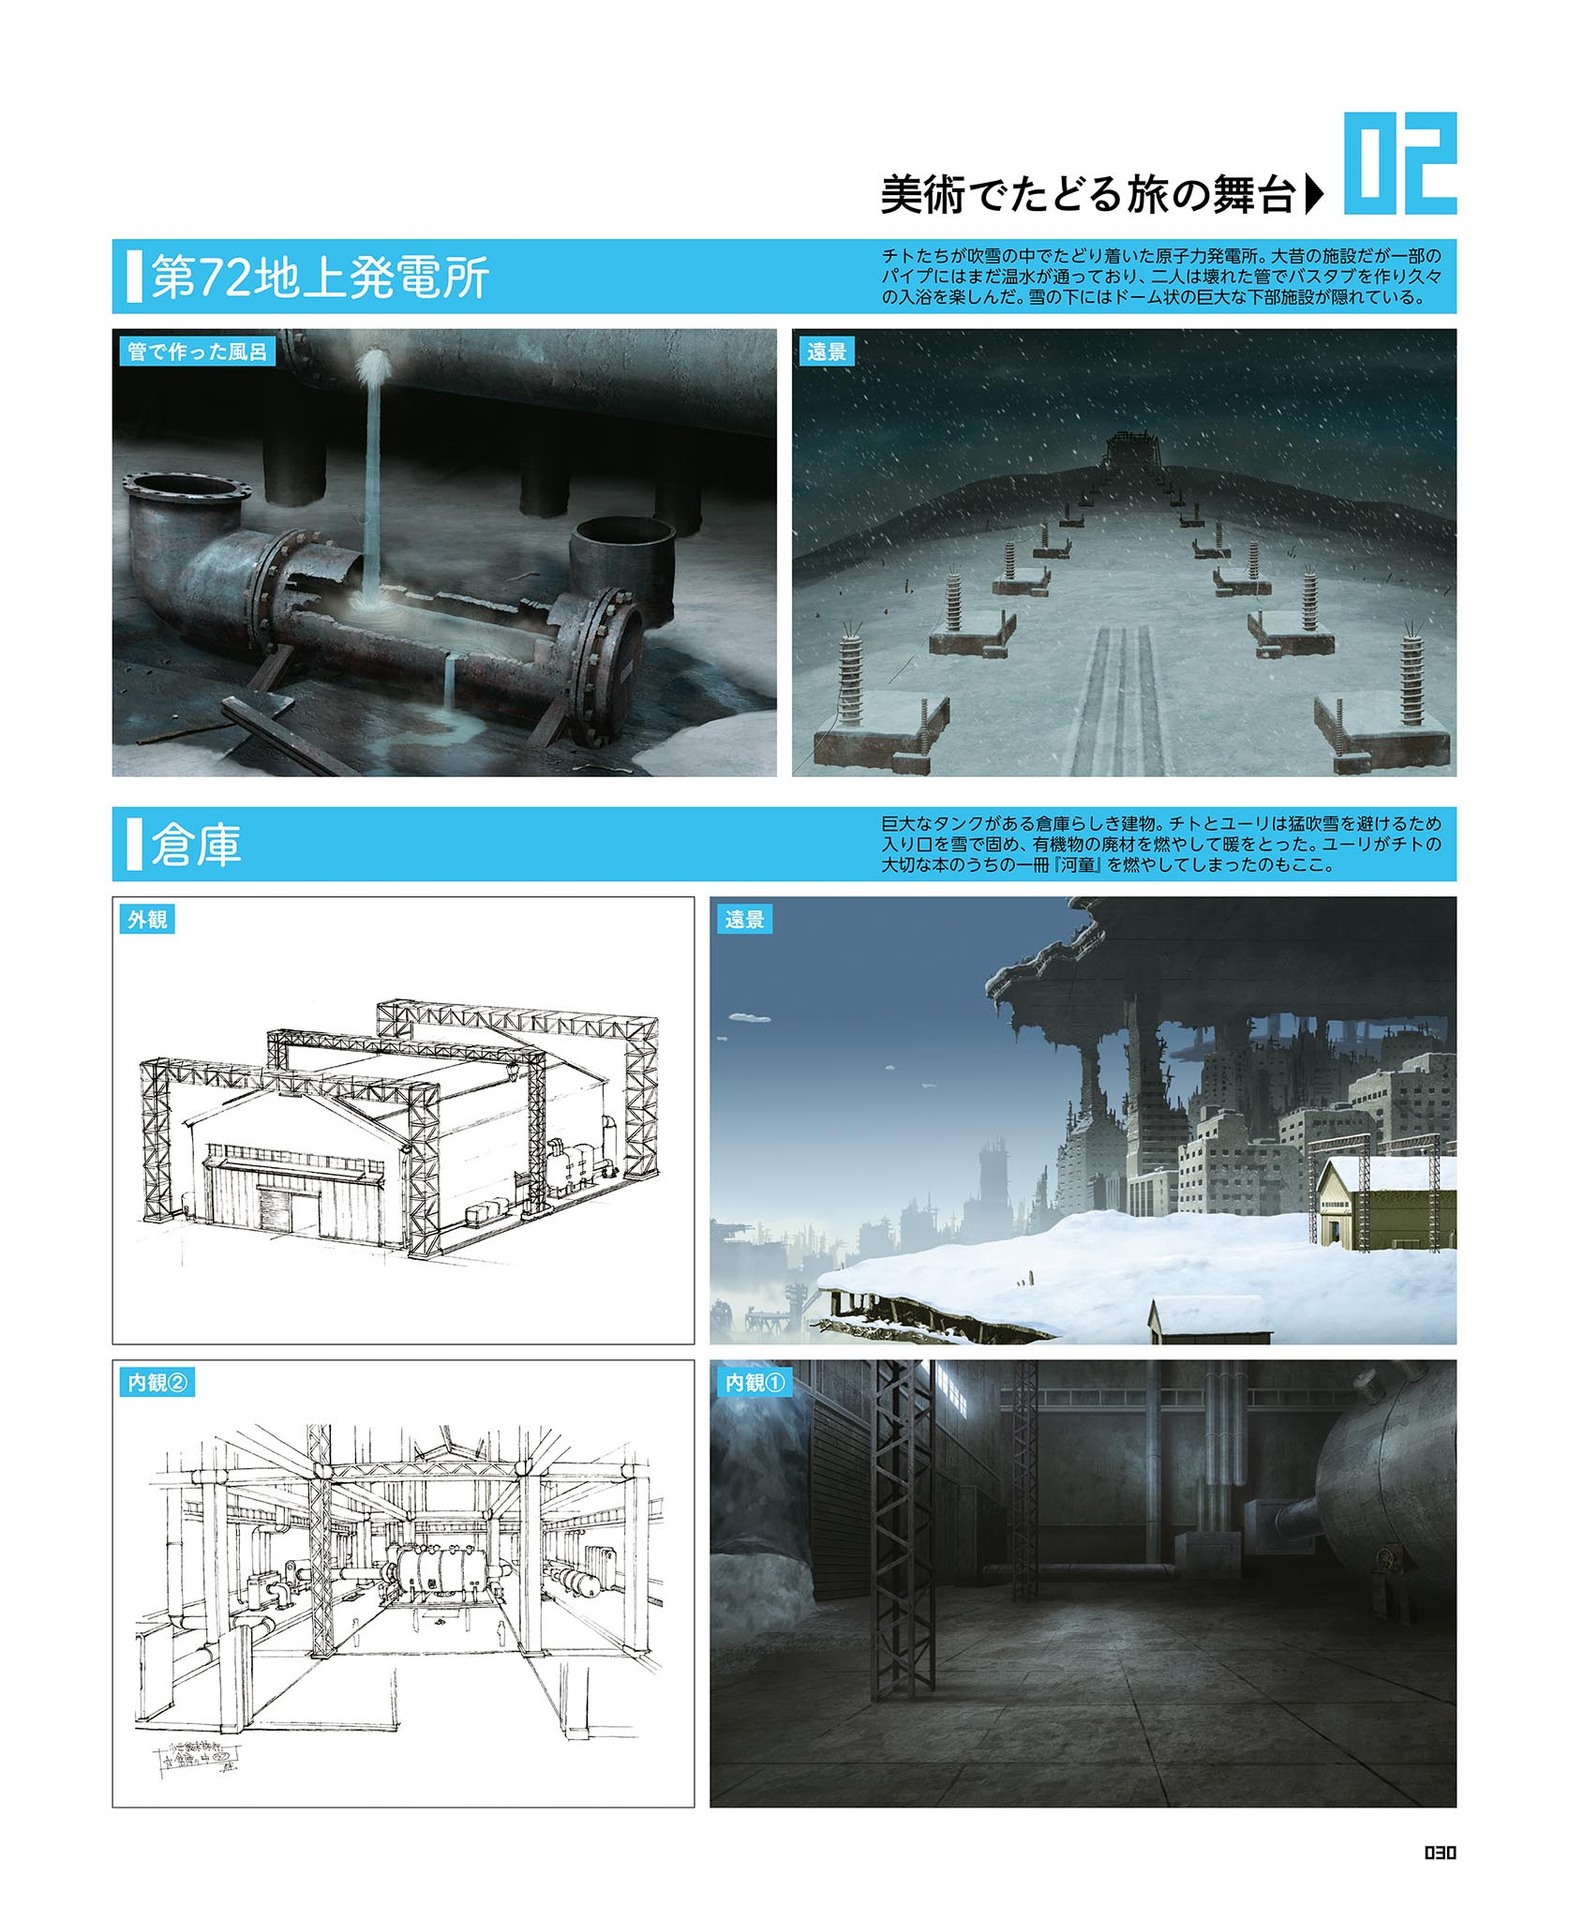 美術でたどる旅の舞台▶
02
第72地上発電所
チトたちが吹雪の中でたどり着いた原子力発電所。大昔の施設だが一部の
パイプにはまだ温水が通っており、二人は壊れた管でバスタブを作り久々
の入浴を楽しんだ。雪の下にはドーム状の巨大な下部施設が隠れている。
管で作った風呂
遠景
倉庫
巨大なタンクがある倉庫らしき建物。チトとユーリは猛吹雪を避けるため
入り口を雪で固め、有機物の廃材を燃やして暖をとった。ユーリがチトの
大切な本のうちの一冊『河童』を燃やしてしまったのもここ。
外観
遠景
内観②
内観①
030